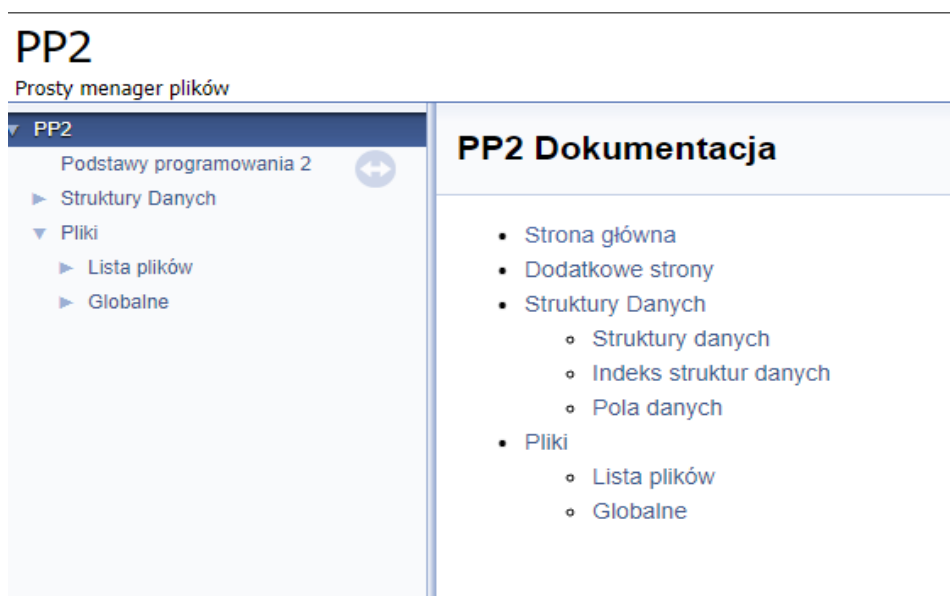 PP2
Prosty menager plików
PP2
Podstawy programowania 2
Struktury Danych
Pliki
Lista plików
Globalne
PP2 Dokumentacja
Strona główna
Dodatkowe strony
Struktury Danych
Struktury danych
Indeks struktur danych
Pola danych
Pliki
Lista plików
Globalne